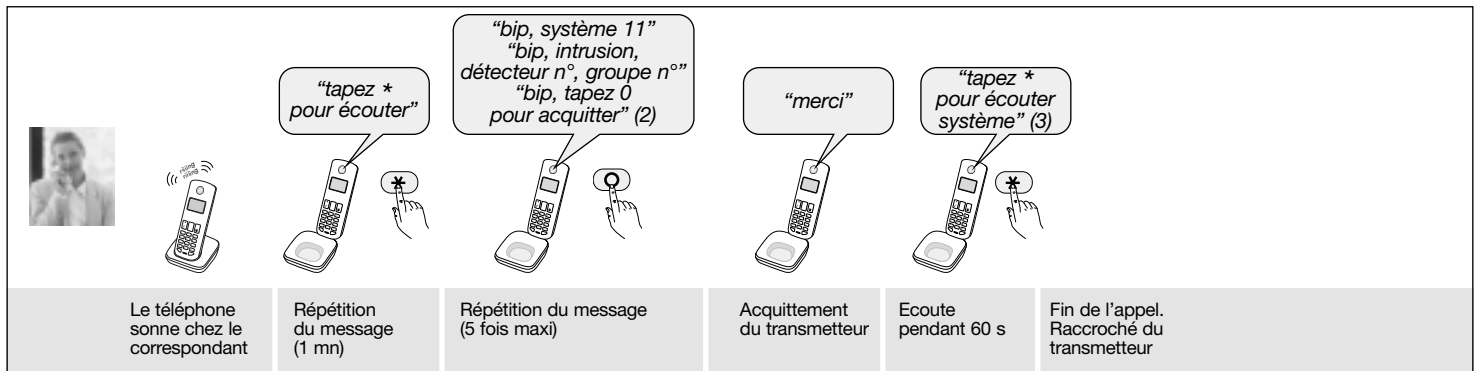 “bip, système 11”
“bip, intrusion,
détecteur n°, groupe n°”
“bip, tapez 0
pour acquitter” (2)
“tapez *
pour écouter”
“merci”
“tapez *
pour écouter
système” (3)
Le téléphone
sonne chez le
correspondant
Répétition
du message
(1 mn)
Répétition du message
(5 fois maxi)
Acquittement
du transmetteur
Ecoute
pendant 60 s
Fin de l’appel.
Raccroché du
transmetteur